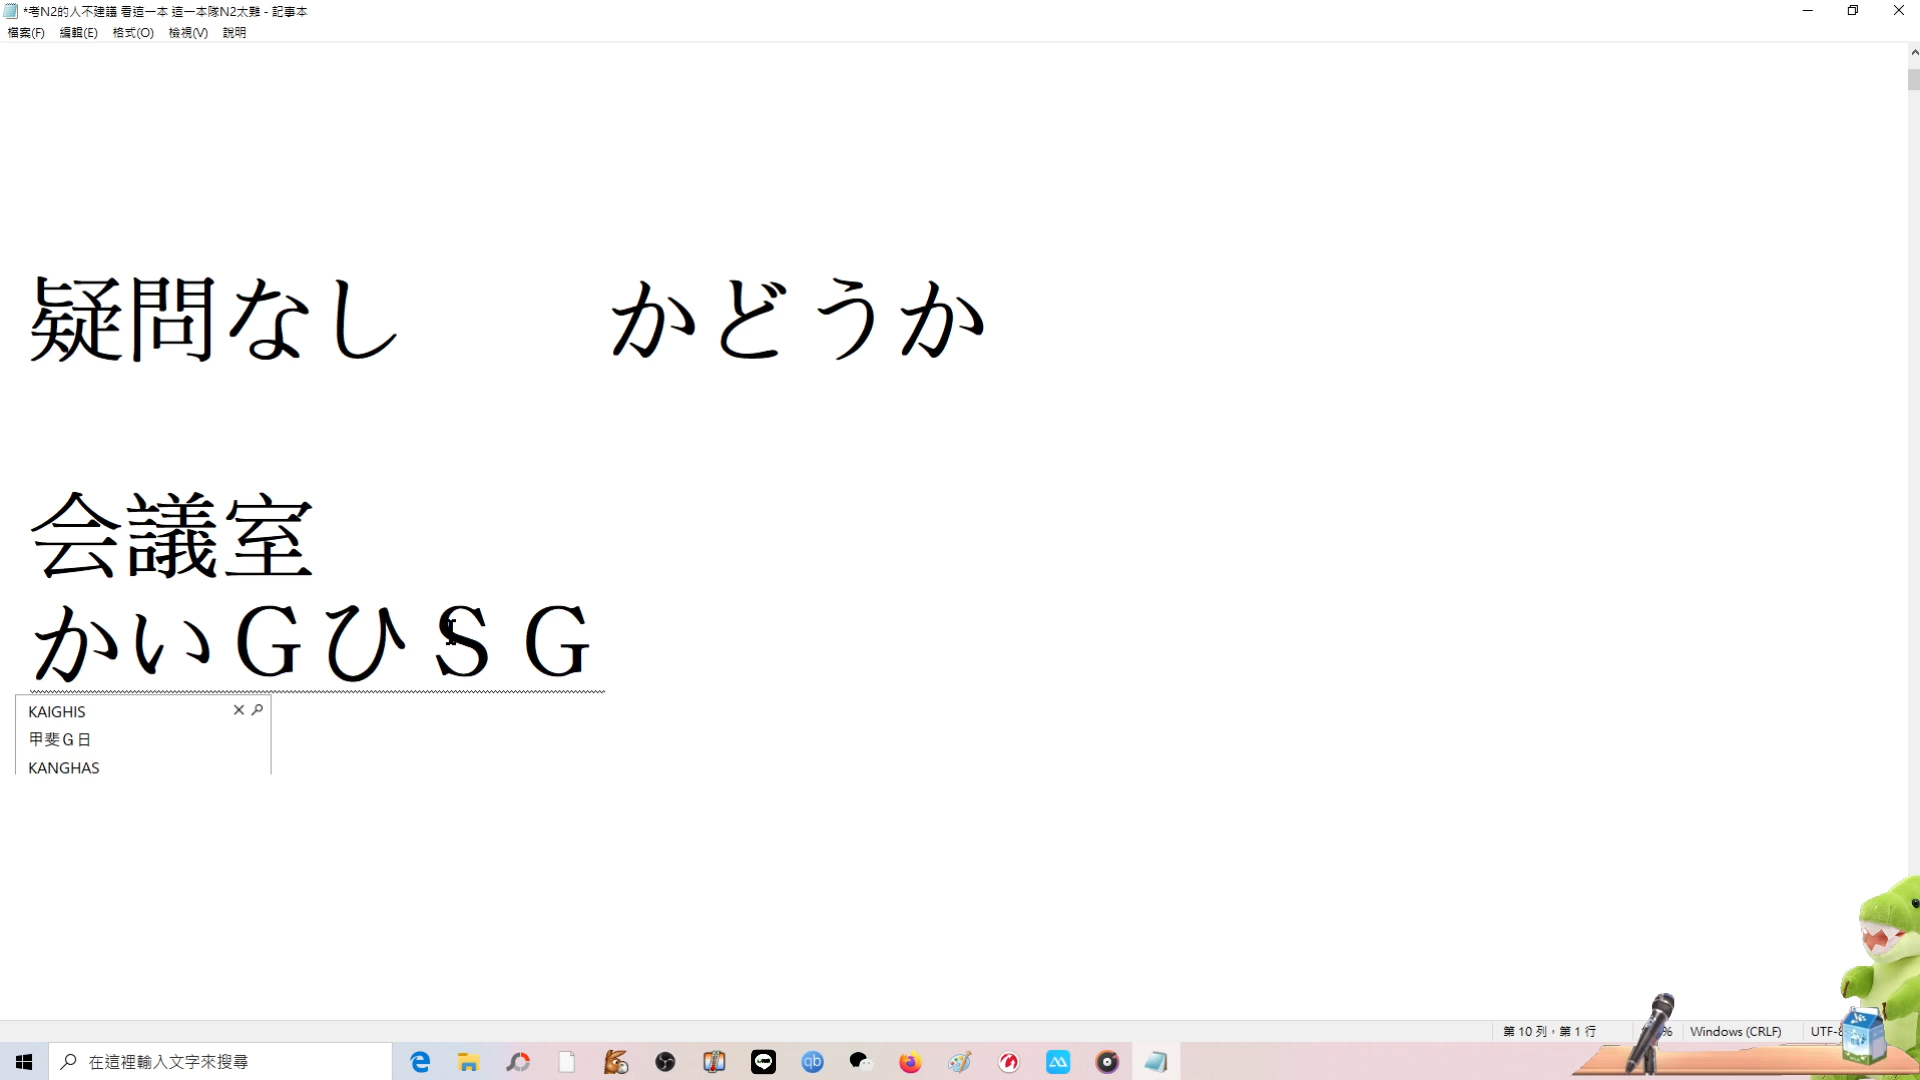 *考N2的人不建議 看這一本 這一本隊N2太難 - 記事本
檔案(F) 編輯(E) 格式(O) 檢視(V) 說明
疑問なし　　かどうか
会議室
かいＧひＳＧ
KAIGHIS
甲斐Ｇ日
KANGHAS
第 10 列，第 1 行 % Windows (CRLF) UTF-8
在這裡輸入文字來搜尋